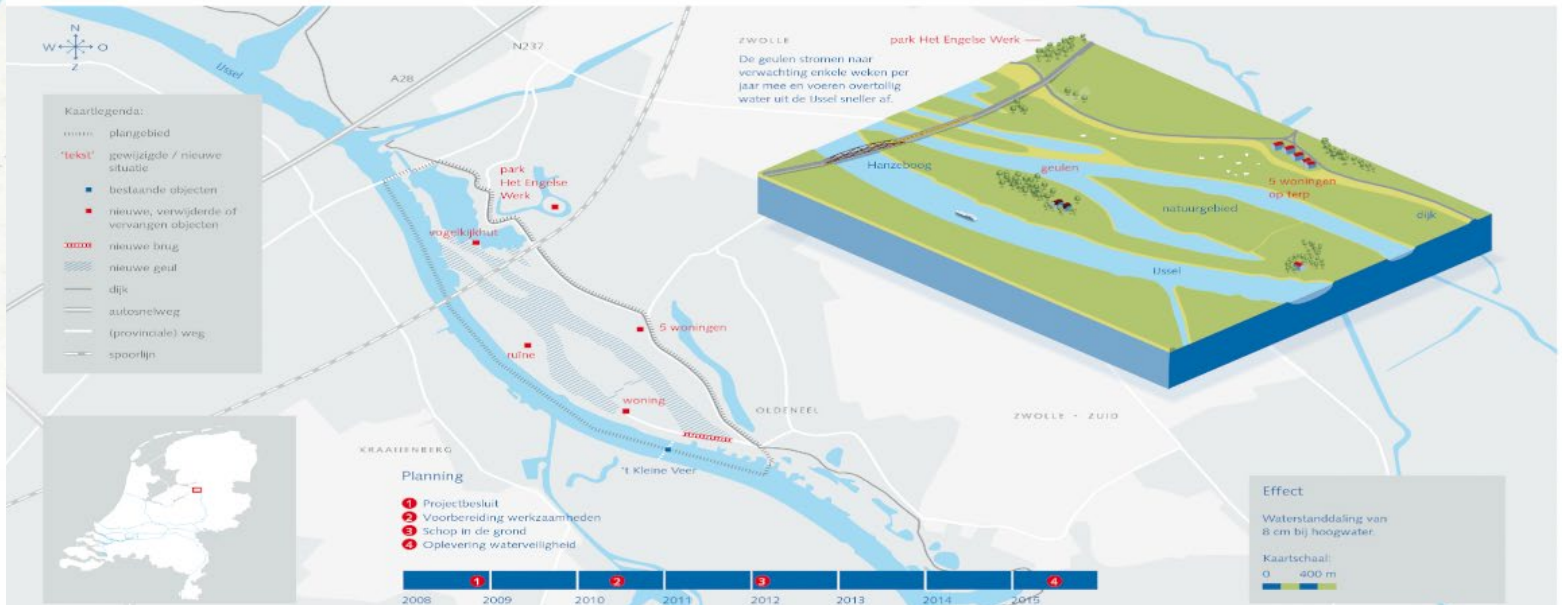 N
W
O
Z
IJssel
A28
N237
Kaartlegenda:
plangebied
'tekst' gewijzigde / nieuwe
situatie
bestaande objecten
nieuwe, verwijderde of
vervangen objecten
nieuwe brug
nieuwe geul
dijk
autosnelweg
(provinciale) weg
spoorlijn
park
Het Engelse
Werk
vogelkijkhut
5 woningen
ruïne
woning
OLDENEEL
ZWOLLE - ZUID
KRAAIJENBERG
't Kleine Veer
ZWOLLE
De geulen stromen naar
verwachting enkele weken per
jaar mee en voeren overtollig
water uit de IJssel sneller af.
park Het Engelse Werk
Hanzeboog
geulen
5 woningen
op terp
natuurgebied
dijk
IJssel
Planning
1 Projectbesluit
2 Voorbereiding werkzaamheden
3 Schop in de grond
4 Oplevering waterveiligheid
1 2 3 4
2008 2009 2010 2011 2012 2013 2014 2015
Effect
Waterstanddaling van
8 cm bij hoogwater.
Kaartschaal:
0 400 m